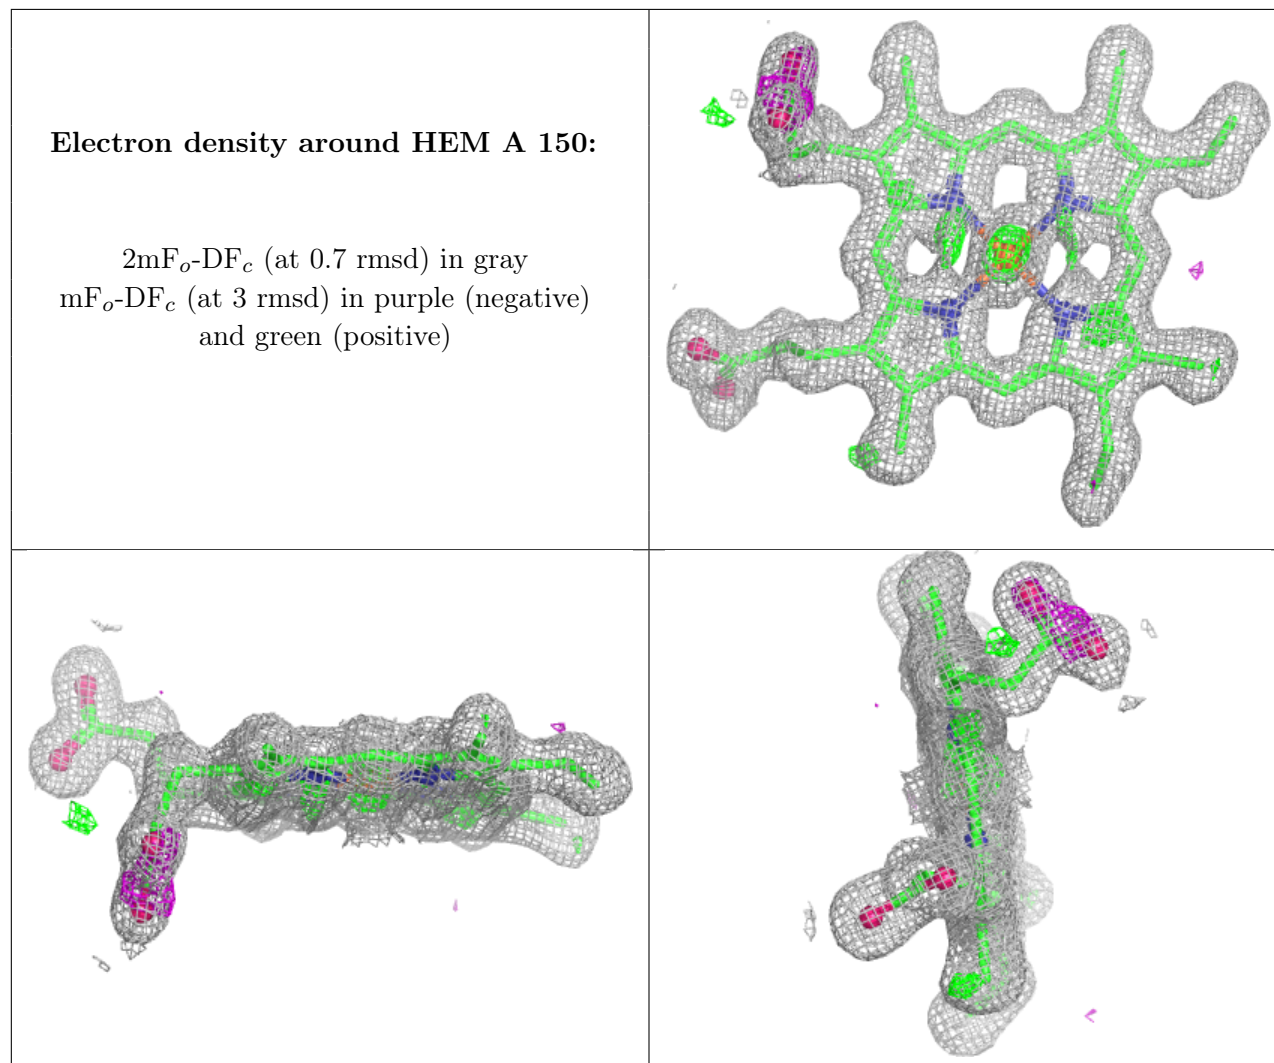 Electron density around HEM A 150:
2mFₒ-DF𝒸 (at 0.7 rmsd) in gray
mFₒ-DF𝒸 (at 3 rmsd) in purple (negative)
and green (positive)